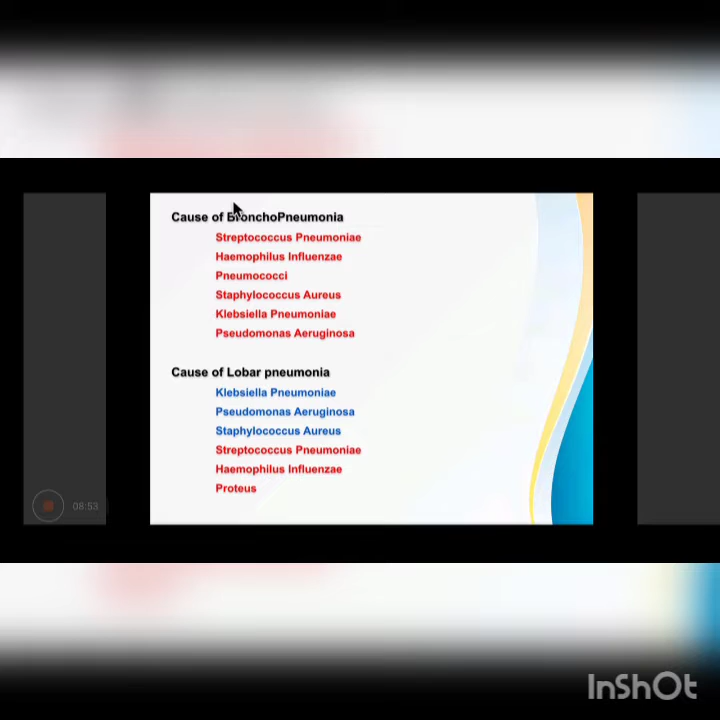 Cause of BronchoPneumonia
Streptococcus Pneumoniae
Haemophilus Influenzae
Pneumococci
Staphylococcus Aureus
Klebsiella Pneumoniae
Pseudomonas Aeruginosa
Cause of Lobar pneumonia
Klebsiella Pneumoniae
Pseudomonas Aeruginosa
Staphylococcus Aureus
Streptococcus Pneumoniae
Haemophilus Influenzae
Proteus
08:53
InShOt